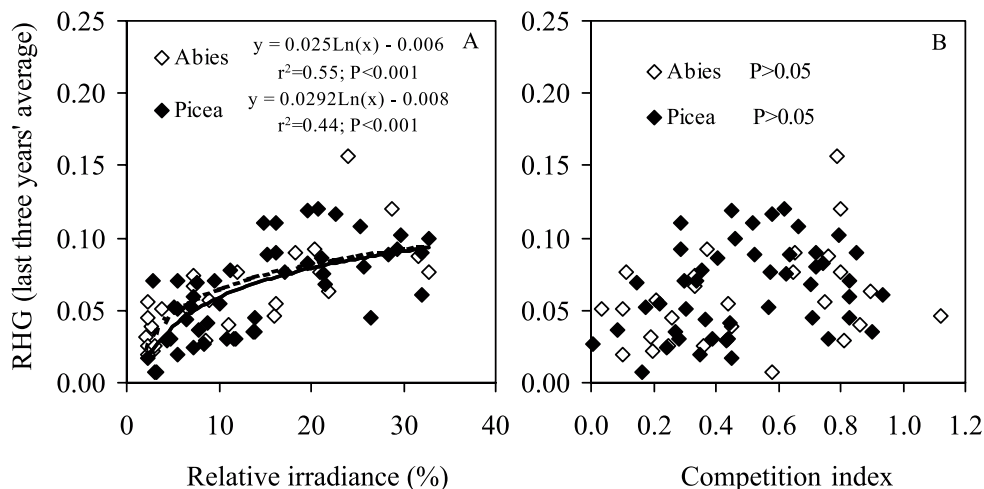 RHG (last three years' average)
0.25
0.20
0.15
0.10
0.05
0.00
0
10
20
30
40
Relative irradiance (%)
A
Abies
y = 0.025Ln(x) - 0.006
r²=0.55; P<0.001
Picea
y = 0.0292Ln(x) - 0.008
r²=0.44; P<0.001
0.25
0.20
0.15
0.10
0.05
0.00
0.0
0.2
0.4
0.6
0.8
1.0
1.2
Competition index
B
Abies P>0.05
Picea P>0.05